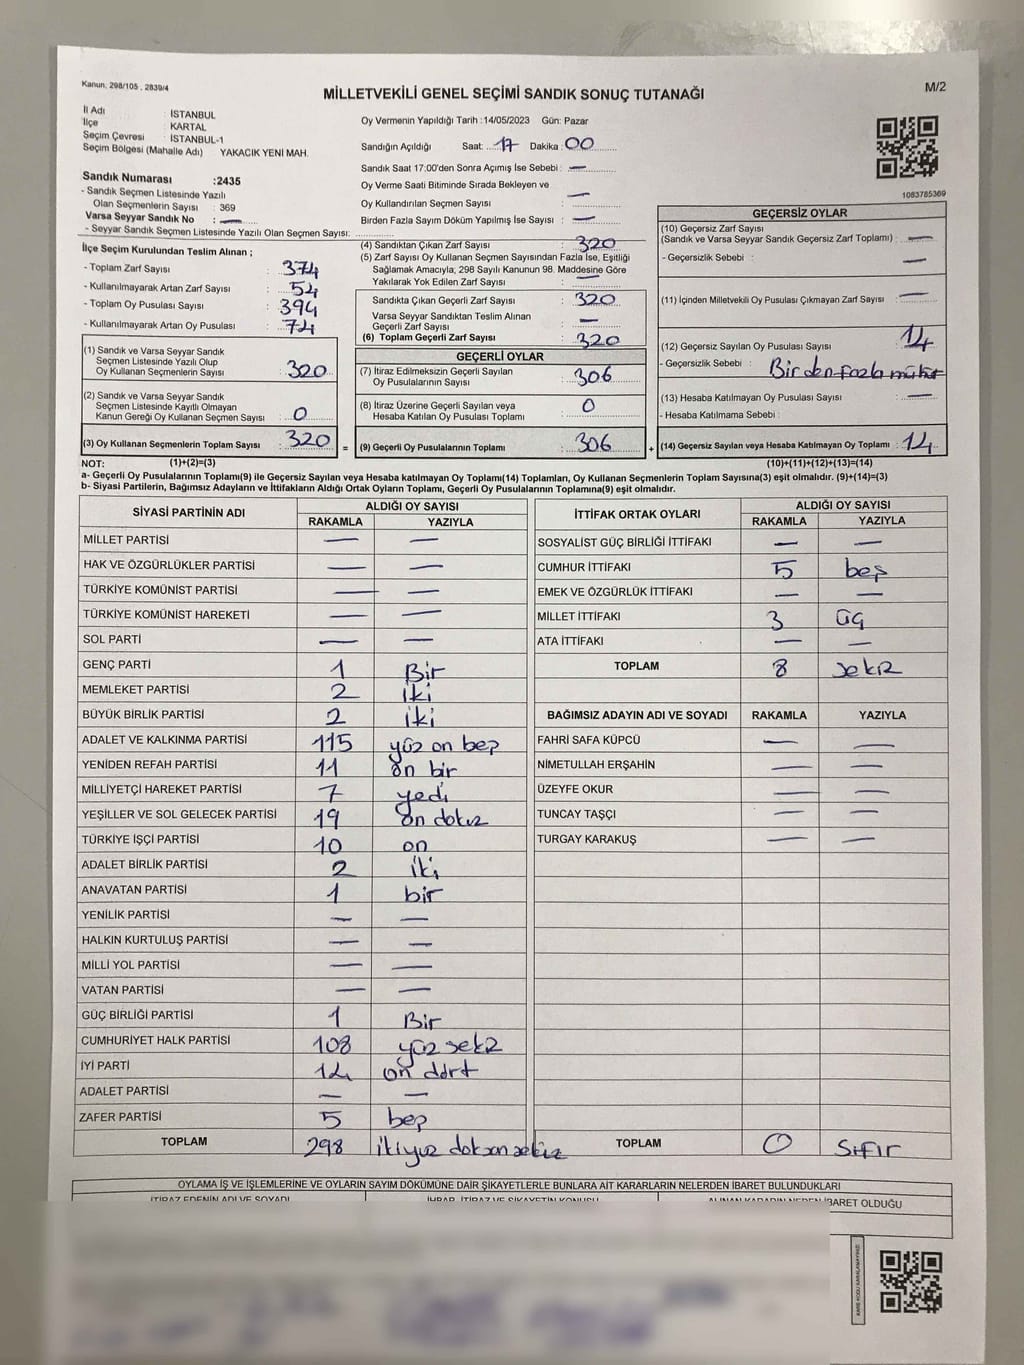 Kanun, 298/105 , 2839/4
MİLLETVEKİLİ GENEL SEÇİMİ SANDIK SONUÇ TUTANAĞI
M/2
İl Adı : İSTANBUL
İlçe : KARTAL
Seçim Çevresi : İSTANBUL-1
Seçim Bölgesi (Mahalle Adı) YAKACIK YENİ MAH.
Sandık Numarası :2435
- Sandık Seçmen Listesinde Yazılı
Olan Seçmenlerin Sayısı : 369
Varsa Seyyar Sandık No : —
- Seyyar Sandık Seçmen Listesinde Yazılı Olan Seçmen Sayısı:
İlçe Seçim Kurulundan Teslim Alınan ;
- Toplam Zarf Sayısı : 374
- Kullanılmayarak Artan Zarf Sayısı : 54
- Toplam Oy Pusulası Sayısı : 394
- Kullanılmayarak Artan Oy Pusulası : 74
(1) Sandık ve Varsa Seyyar Sandık
Seçmen Listesinde Yazılı Olup
Oy Kullanan Seçmenlerin Sayısı : 320
(2) Sandık ve Varsa Seyyar Sandık
Seçmen Listesinde Kayıtlı Olmayan
Kanun Gereği Oy Kullanan Seçmen Sayısı : 0
(3) Oy Kullanan Seçmenlerin Toplam Sayısı : 320 =
Oy Vermenin Yapıldığı Tarih :14/05/2023 Gün: Pazar
Sandığın Açıldığı Saat: 17 Dakika: 00
Sandık Saat 17:00'den Sonra Açımış İse Sebebi : —
Oy Verme Saati Bitiminde Sırada Bekleyen ve
Oy Kullandırılan Seçmen Sayısı : —
Birden Fazla Sayım Döküm Yapılmış İse Sayısı : —
(4) Sandıktan Çıkan Zarf Sayısı : 320
(5) Zarf Sayısı Oy Kullanan Seçmen Sayısından Fazla İse, Eşitliği
Sağlamak Amacıyla; 298 Sayılı Kanunun 98. Maddesine Göre
Yakılarak Yok Edilen Zarf Sayısı : —
Sandıkta Çıkan Geçerli Zarf Sayısı : 320
Varsa Seyyar Sandıktan Teslim Alınan
Geçerli Zarf Sayısı : —
(6) Toplam Geçerli Zarf Sayısı : 320
GEÇERLİ OYLAR
(7) İtiraz Edilmeksizin Geçerli Sayılan
Oy Pusulalarının Sayısı : 306
(8) İtiraz Üzerine Geçerli Sayılan veya
Hesaba Katılan Oy Pusulası Toplamı : 0
(9) Geçerli Oy Pusulalarının Toplamı : 306 +
1083785369
GEÇERSİZ OYLAR
(10) Geçersiz Zarf Sayısı
(Sandık ve Varsa Seyyar Sandık Geçersiz Zarf Toplamı) : —
- Geçersizlik Sebebi : —
(11) İçinden Milletvekili Oy Pusulası Çıkmayan Zarf Sayısı : —
(12) Geçersiz Sayılan Oy Pusulası Sayısı : 14
- Geçersizlik Sebebi : Birden fazla mühür
(13) Hesaba Katılmayan Oy Pusulası Sayısı : —
- Hesaba Katılmama Sebebi :
(14) Geçersiz Sayılan veya Hesaba Katılmayan Oy Toplamı : 14
NOT: (1)+(2)=(3) (10)+(11)+(12)+(13)=(14)
a- Geçerli Oy Pusulalarının Toplamı(9) ile Geçersiz Sayılan veya Hesaba katılmayan Oy Toplamı(14) Toplamları, Oy Kullanan Seçmenlerin Toplam Sayısına(3) eşit olmalıdır. (9)+(14)=(3)
b- Siyasi Partilerin, Bağımsız Adayların ve İttifakların Aldığı Ortak Oyların Toplamı, Geçerli Oy Pusulalarının Toplamına(9) eşit olmalıdır.
SİYASİ PARTİNİN ADI ALDIĞI OY SAYISI
RAKAMLA YAZIYLA
MİLLET PARTİSİ — —
HAK VE ÖZGÜRLÜKLER PARTİSİ — —
TÜRKİYE KOMÜNİST PARTİSİ — —
TÜRKİYE KOMÜNİST HAREKETİ — —
SOL PARTİ — —
GENÇ PARTİ 1 Bir
MEMLEKET PARTİSİ 2 iki
BÜYÜK BİRLİK PARTİSİ 2 iki
ADALET VE KALKINMA PARTİSİ 115 yüz on beş
YENİDEN REFAH PARTİSİ 11 on bir
MİLLİYETÇİ HAREKET PARTİSİ 7 yedi
YEŞİLLER VE SOL GELECEK PARTİSİ 19 on dokuz
TÜRKİYE İŞÇİ PARTİSİ 10 on
ADALET BİRLİK PARTİSİ 2 iki
ANAVATAN PARTİSİ 1 bir
YENİLİK PARTİSİ — —
HALKIN KURTULUŞ PARTİSİ — —
MİLLİ YOL PARTİSİ — —
VATAN PARTİSİ — —
GÜÇ BİRLİĞİ PARTİSİ 1 Bir
CUMHURİYET HALK PARTİSİ 108 yüz sekiz
İYİ PARTİ 14 on dört
ADALET PARTİSİ — —
ZAFER PARTİSİ 5 beş
TOPLAM 298 ikiyüz doksan sekiz
İTTİFAK ORTAK OYLARI ALDIĞI OY SAYISI
RAKAMLA YAZIYLA
SOSYALİST GÜÇ BİRLİĞİ İTTİFAKI — —
CUMHUR İTTİFAKI 5 beş
EMEK VE ÖZGÜRLÜK İTTİFAKI — —
MİLLET İTTİFAKI 3 üç
ATA İTTİFAKI — —
TOPLAM 8 sekiz
BAĞIMSIZ ADAYIN ADI VE SOYADI RAKAMLA YAZIYLA
FAHRİ SAFA KÜPCÜ — —
NİMETULLAH ERŞAHİN — —
ÜZEYFE OKUR — —
TUNCAY TAŞÇI — —
TURGAY KARAKUŞ — —
TOPLAM 0 Sıfır
OYLAMA İŞ VE İŞLEMLERİNE VE OYLARIN SAYIM DÖKÜMÜNE DAİR ŞİKAYETLERLE BUNLARA AİT KARARLARIN NELERDEN İBARET BULUNDUKLARI
İTİRAZ EDENİN ADI VE SOYADI İHBAR, İTİRAZ VE ŞİKAYETİN KONUSU ALINAN KARARIN NEDEN İBARET OLDUĞU